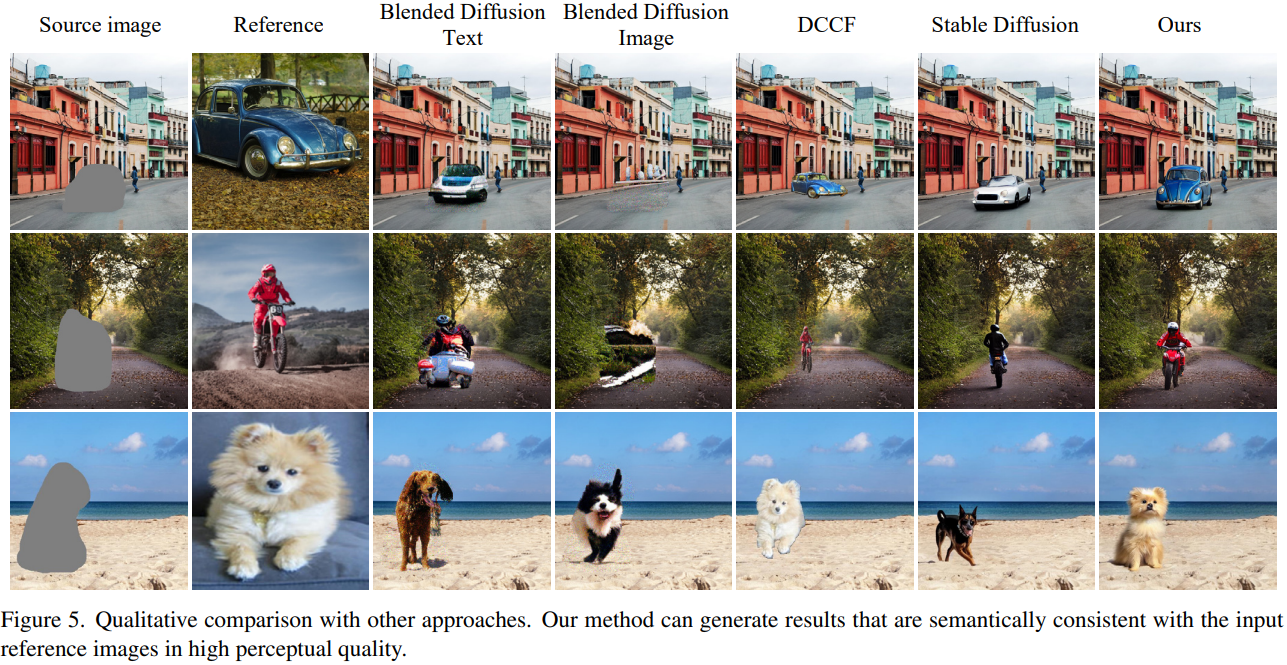 Source image
Reference
Blended Diffusion
Text
Blended Diffusion
Image
DCCF
Stable Diffusion
Ours
Figure 5. Qualitative comparison with other approaches. Our method can generate results that are semantically consistent with the input
reference images in high perceptual quality.